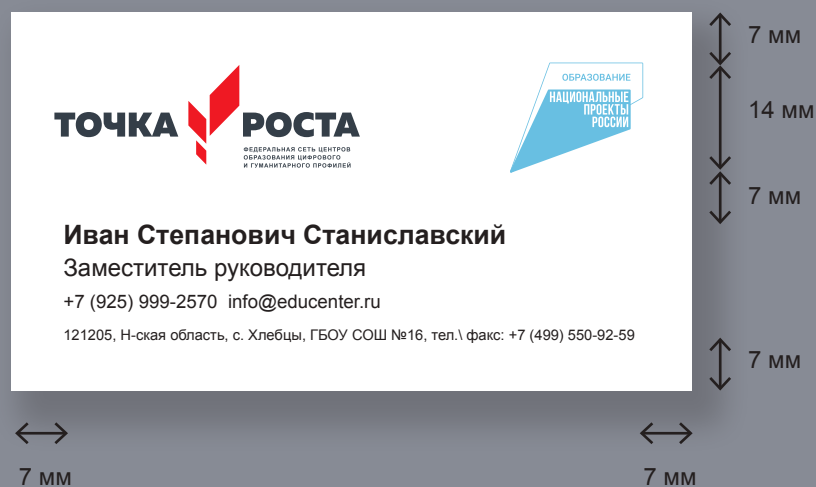 ТОЧКА РОСТА
ФЕДЕРАЛЬНАЯ СЕТЬ ЦЕНТРОВ
ОБРАЗОВАНИЯ ЦИФРОВОГО
И ГУМАНИТАРНОГО ПРОФИЛЕЙ
ОБРАЗОВАНИЕ
НАЦИОНАЛЬНЫЕ
ПРОЕКТЫ
РОССИИ
Иван Степанович Станиславский
Заместитель руководителя
+7 (925) 999-2570 info@educenter.ru
121205, Н-ская область, с. Хлебцы, ГБОУ СОШ №16, тел.\ факс: +7 (499) 550-92-59
7 мм
14 мм
7 мм
7 мм
7 мм
7 мм